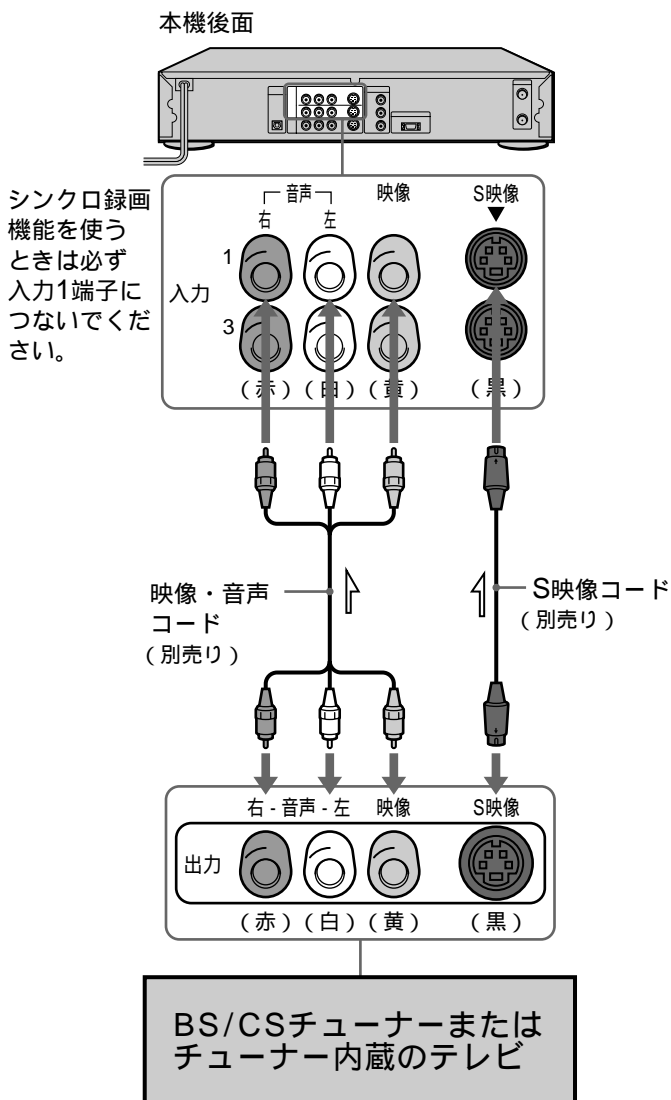 本機後面
シンクロ録画
機能を使う
ときは必ず
入力1端子に
つないでくだ
さい。
音声 映像 S映像
右 左
1
入力
3
(赤) (白) (黄) (黒)
映像・音声
コード
(別売り)
S映像コード
(別売り)
右 - 音声 - 左 映像 S映像
出力
(赤) (白) (黄) (黒)
BS/CSチューナーまたは
チューナー内蔵のテレビ